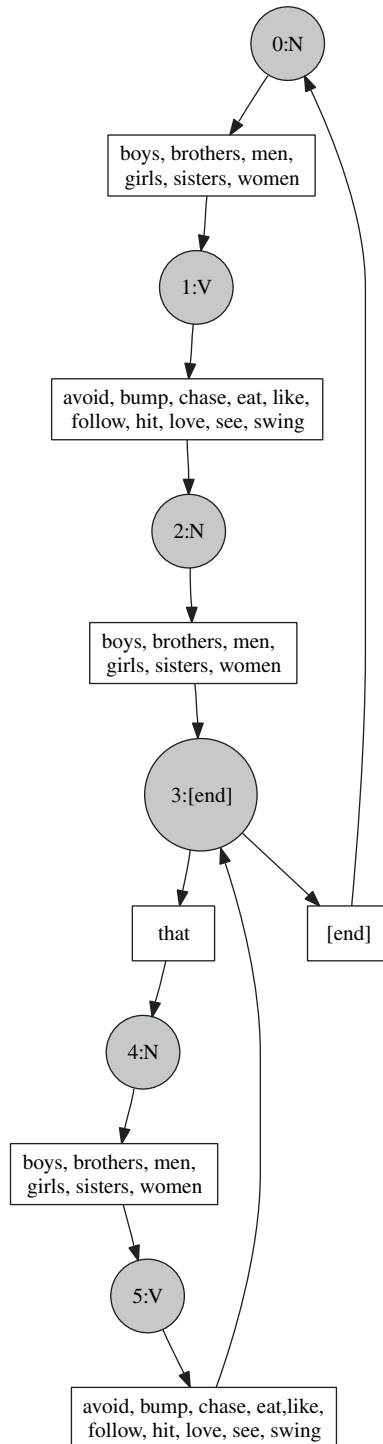 0:N
boys, brothers, men,
girls, sisters, women
1:V
avoid, bump, chase, eat, like,
follow, hit, love, see, swing
2:N
boys, brothers, men,
girls, sisters, women
3:[end]
that
[end]
4:N
boys, brothers, men,
girls, sisters, women
5:V
avoid, bump, chase, eat,like,
follow, hit, love, see, swing